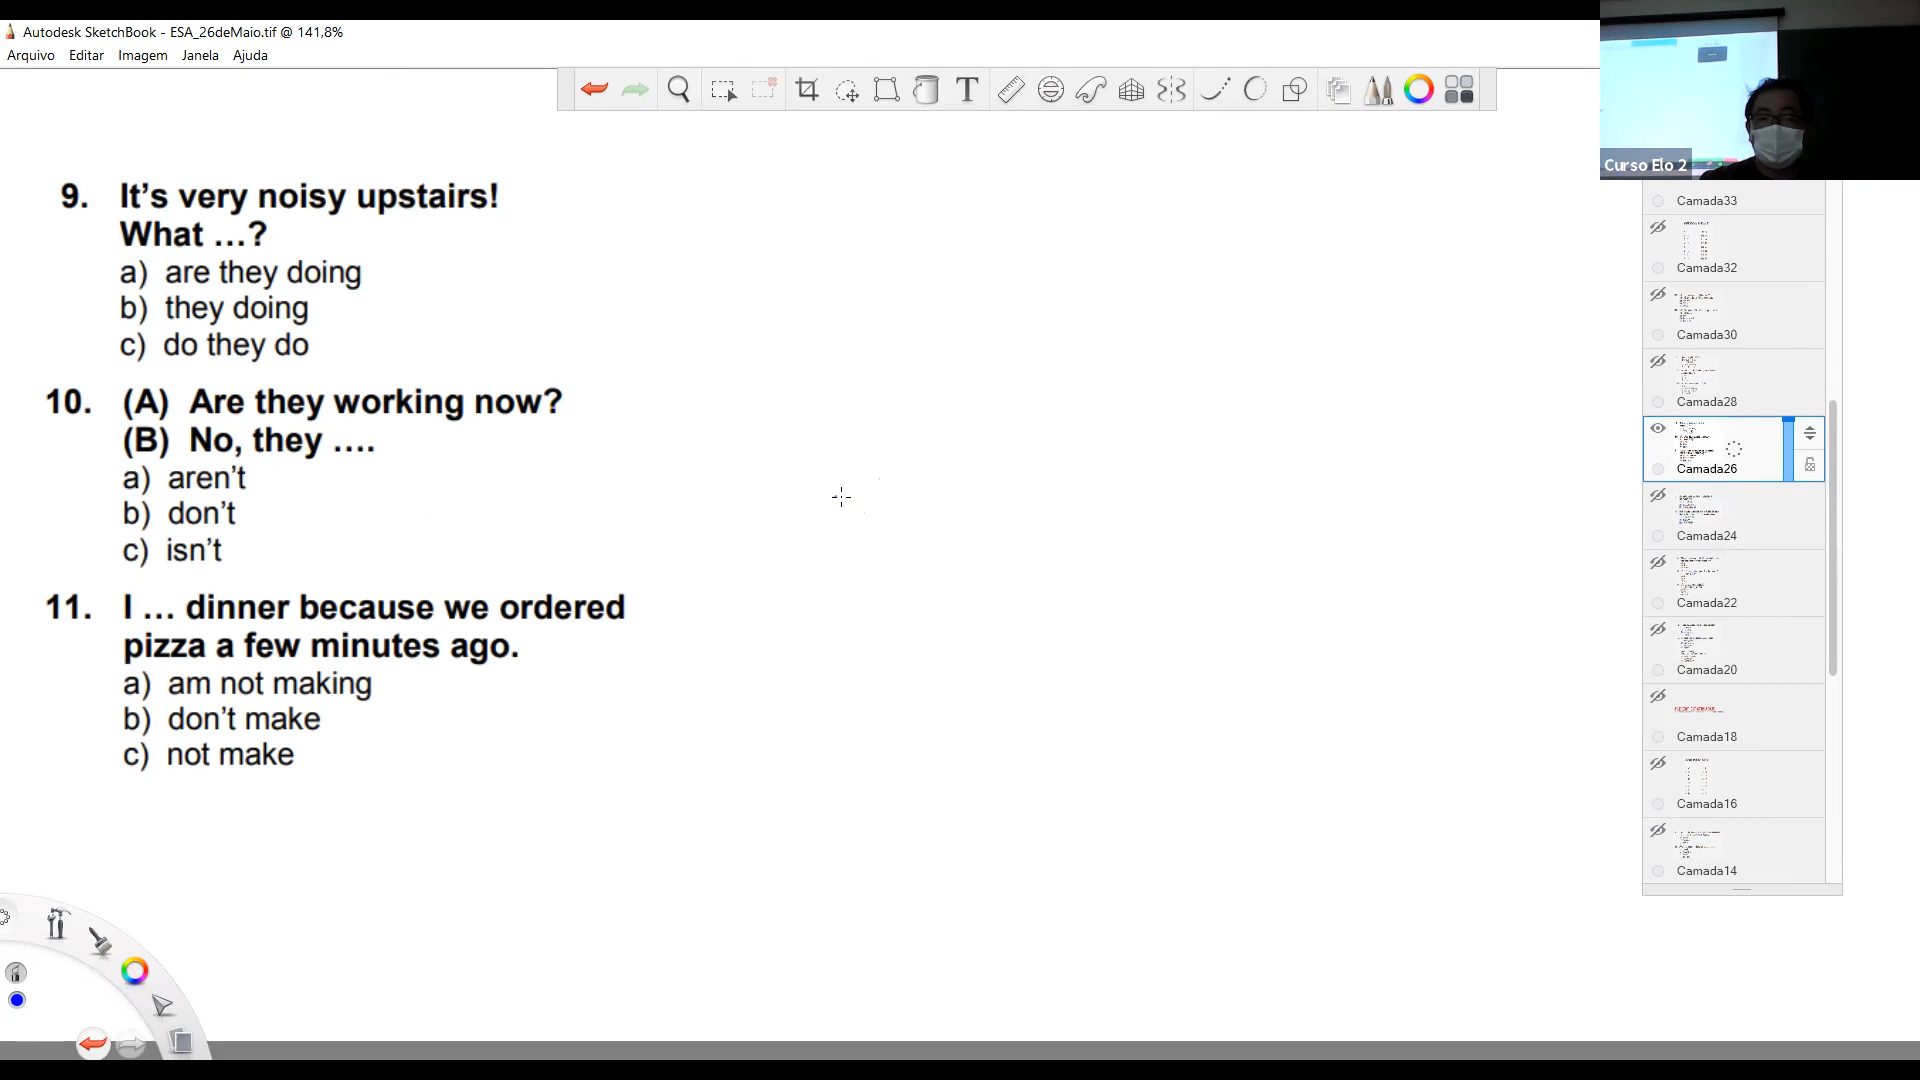 Autodesk SketchBook - ESA_26deMaio.tif @ 141,8%
Arquivo Editar Imagem Janela Ajuda
T
Curso Elo 2
9. It’s very noisy upstairs!
What …?
a) are they doing
b) they doing
c) do they do
10. (A) Are they working now?
(B) No, they ….
a) aren’t
b) don’t
c) isn’t
11. I … dinner because we ordered
pizza a few minutes ago.
a) am not making
b) don’t make
c) not make
Camada33
Camada32
Camada30
Camada28
Camada26
Camada24
Camada22
Camada20
Camada18
Camada16
Camada14